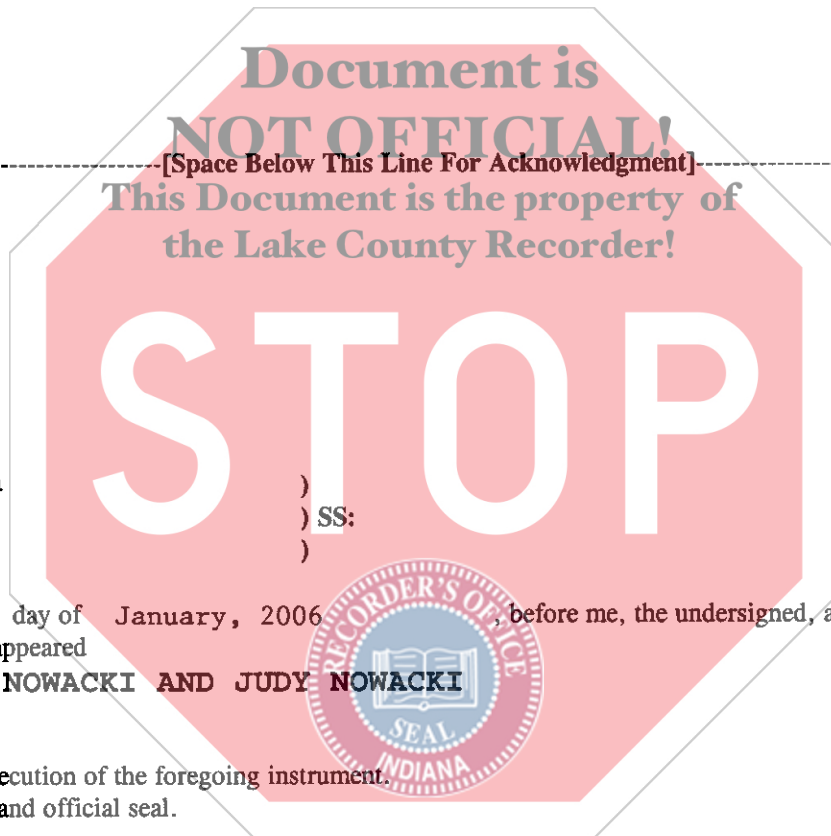 Document is
NOT OFFICIAL!
[Space Below This Line For Acknowledgment]
This Document is the property of
the Lake County Recorder!
STOP
)
) SS:
)
day of January, 2006 , before me, the undersigned, a
appeared
NOWACKI AND JUDY NOWACKI
RECORDER'S OFFICE
SEAL
INDIANA
ecution of the foregoing instrument.
and official seal.